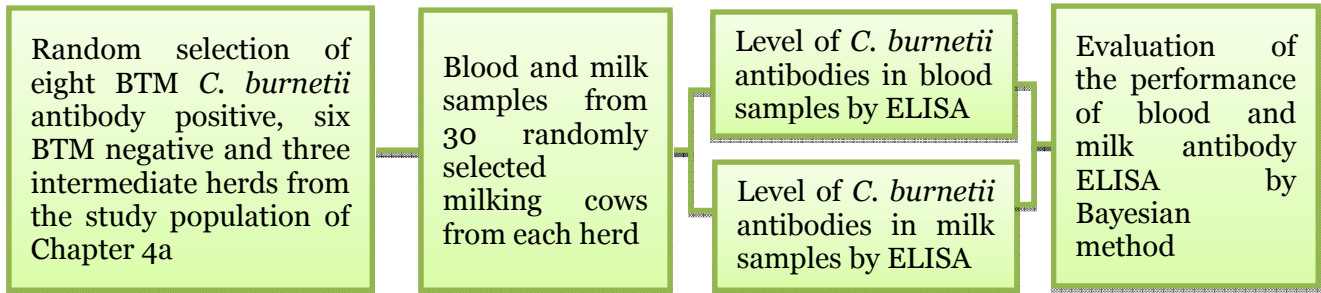 Random selection of
eight BTM C. burnetii
antibody positive, six
BTM negative and three
intermediate herds from
the study population of
Chapter 4a
Blood and milk
samples from
30 randomly
selected
milking cows
from each herd
Level of C. burnetii
antibodies in blood
samples by ELISA
Level of C. burnetii
antibodies in milk
samples by ELISA
Evaluation of
the performance
of blood and
milk antibody
ELISA by
Bayesian
method